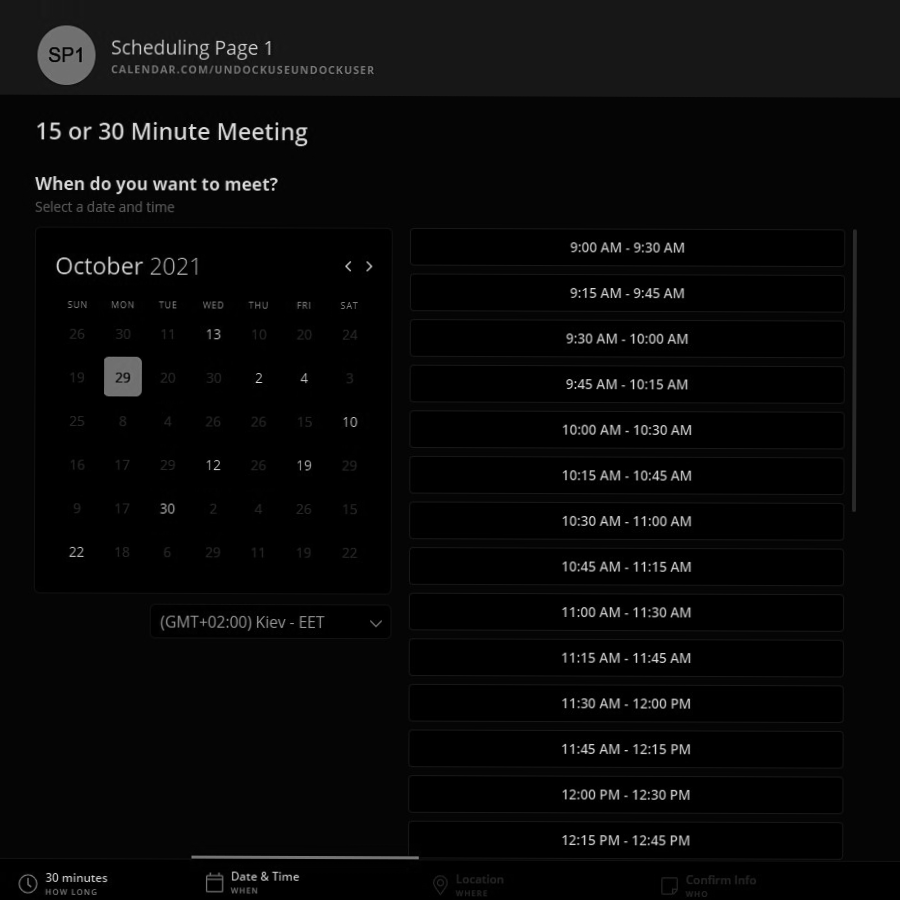 SP1
Scheduling Page 1
CALENDAR.COM/UNDOCKUSEUNDOCKUSER
15 or 30 Minute Meeting
When do you want to meet?
Select a date and time
October 2021
SUN MON TUE WED THU FRI SAT
26 30 11 13 10 20 24
19 29 20 30 2 4 3
25 8 4 26 26 15 10
16 17 29 12 26 19 29
9 17 30 2 4 26 15
22 18 6 29 11 19 22
(GMT+02:00) Kiev - EET
9:00 AM - 9:30 AM
9:15 AM - 9:45 AM
9:30 AM - 10:00 AM
9:45 AM - 10:15 AM
10:00 AM - 10:30 AM
10:15 AM - 10:45 AM
10:30 AM - 11:00 AM
10:45 AM - 11:15 AM
11:00 AM - 11:30 AM
11:15 AM - 11:45 AM
11:30 AM - 12:00 PM
11:45 AM - 12:15 PM
12:00 PM - 12:30 PM
12:15 PM - 12:45 PM
30 minutes
HOW LONG
Date & Time
WHEN
Location
WHERE
Confirm Info
WHO